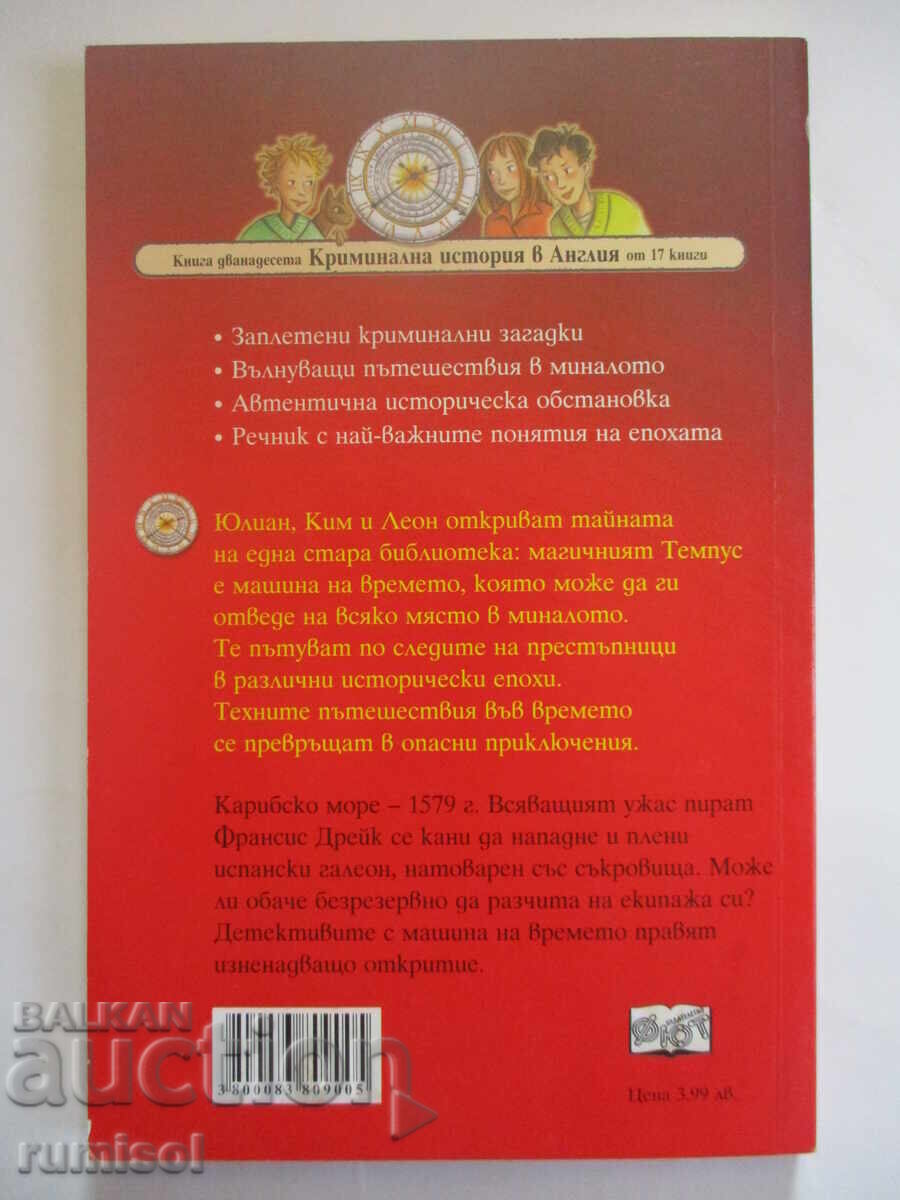 Книга дванадесета Криминална история в Англия от 17 книги
• Заплетени криминални загадки
• Вълнуващи пътешествия в миналото
• Автентична историческа обстановка
• Речник с най-важните понятия на епохата
Юлиан, Ким и Леон откриват тайната
на една стара библиотека: магичният Темпус
е машина на времето, която може да ги
отведе на всяко място в миналото.
Те пътуват по следите на престъпници
в различни исторически епохи.
Техните пътешествия във времето
се превръщат в опасни приключения.
Карибско море – 1579 г. Всяващият ужас пират
Франсис Дрейк се кани да нападне и плени
испански галеон, натоварен със съкровища. Може
ли обаче безрезервно да разчита на екипажа си?
Детективите с машина на времето правят
изненадващо откритие.
3 800083 809005
ФЮТ
Цена 3,99 лв.
BALKAN
auction
rumisol